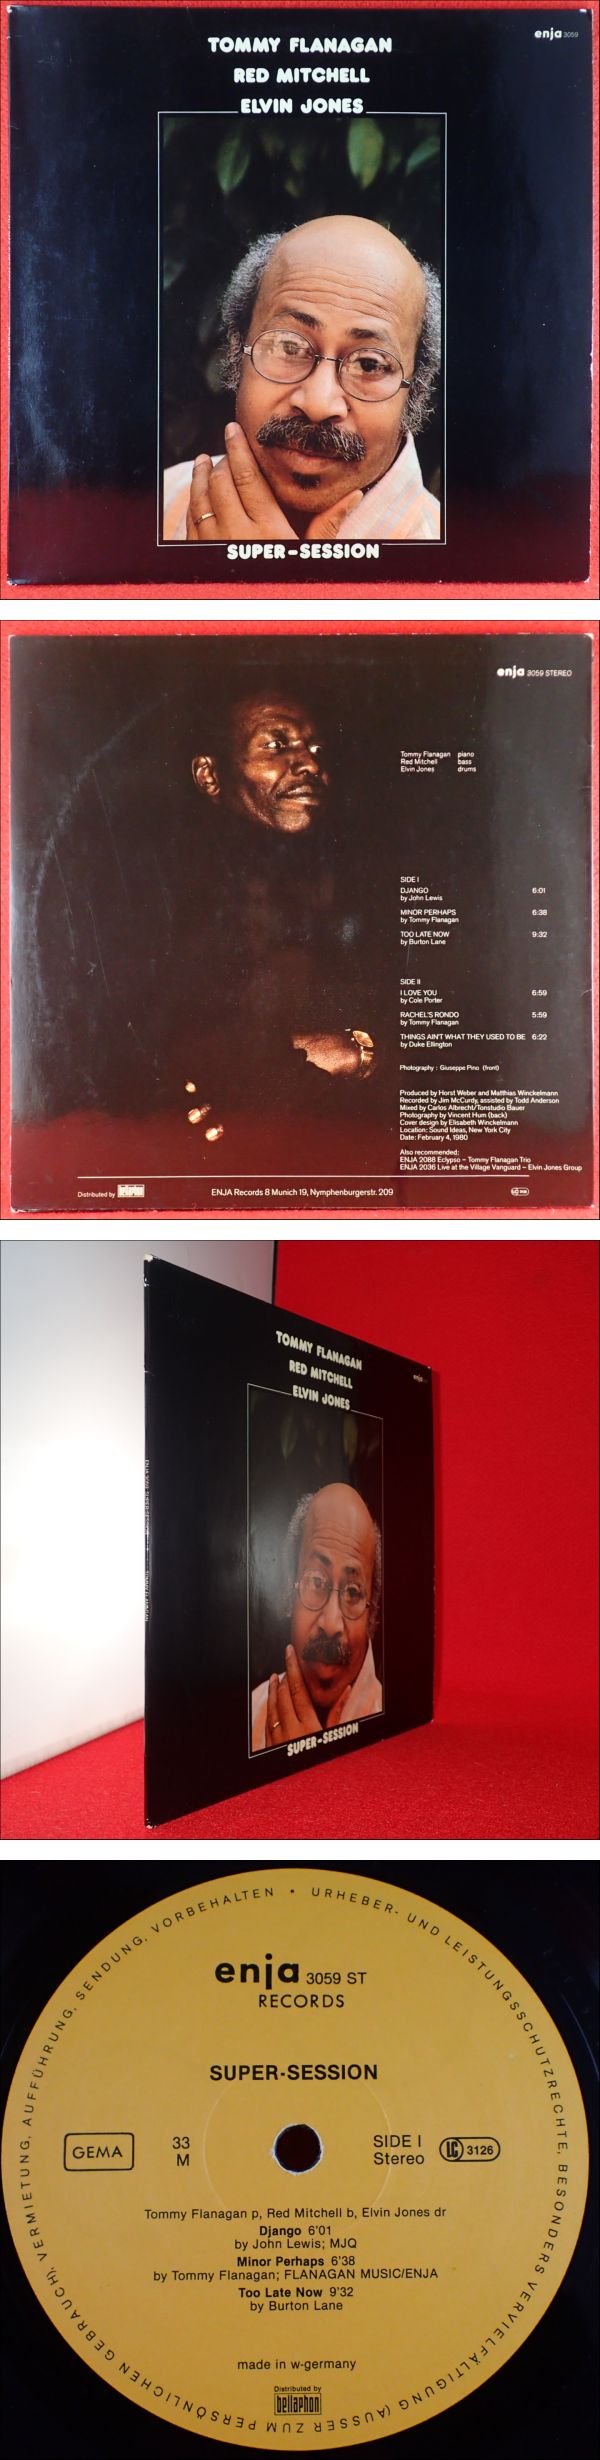 enja 3059
TOMMY FLANAGAN
RED MITCHELL
ELVIN JONES
SUPER-SESSION
enja 3059 STEREO
Tommy Flanagan piano
Red Mitchell bass
Elvin Jones drums
SIDE I
DJANGO 6:01
by John Lewis
MINOR PERHAPS 6:38
by Tommy Flanagan
TOO LATE NOW 9:32
by Burton Lane
SIDE II
I LOVE YOU 6:59
by Cole Porter
RACHEL'S RONDO 5:59
by Tommy Flanagan
THINGS AIN'T WHAT THEY USED TO BE 6:22
by Duke Ellington
Photography : Giuseppe Pino (front)
Produced by Horst Weber and Matthias Winckelmann
Recorded by Jim McCurdy, assisted by Todd Anderson
Mixed by Carlos Albrecht/Tonstudio Bauer
Photography by Vincent Hum (back)
Cover design by Elisabeth Winckelmann
Location: Sound Ideas, New York City
Date: February 4, 1980
Also recommended:
ENJA 2088 Eclypso – Tommy Flanagan Trio
ENJA 2036 Live at the Village Vanguard – Elvin Jones Group
Distributed by bellaphon
ENJA Records 8 Munich 19, Nymphenburgerstr. 209
TOMMY FLANAGAN
RED MITCHELL
ELVIN JONES
enja
SUPER-SESSION
URHEBER- UND LEISTUNGSSCHUTZRECHTE, BESONDERS VERVIELFÄLTIGUNG (AUSSER ZUM PERSÖNLICHEN GEBRAUCH), VERMIETUNG, AUFFÜHRUNG, SENDUNG, VORBEHALTEN •
enja 3059 ST
RECORDS
SUPER-SESSION
GEMA
33
M
SIDE I
Stereo
LC 3126
Tommy Flanagan p, Red Mitchell b, Elvin Jones dr
Django 6'01
by John Lewis; MJQ
Minor Perhaps 6'38
by Tommy Flanagan; FLANAGAN MUSIC/ENJA
Too Late Now 9'32
by Burton Lane
made in w-germany
Distributed by
bellaphon